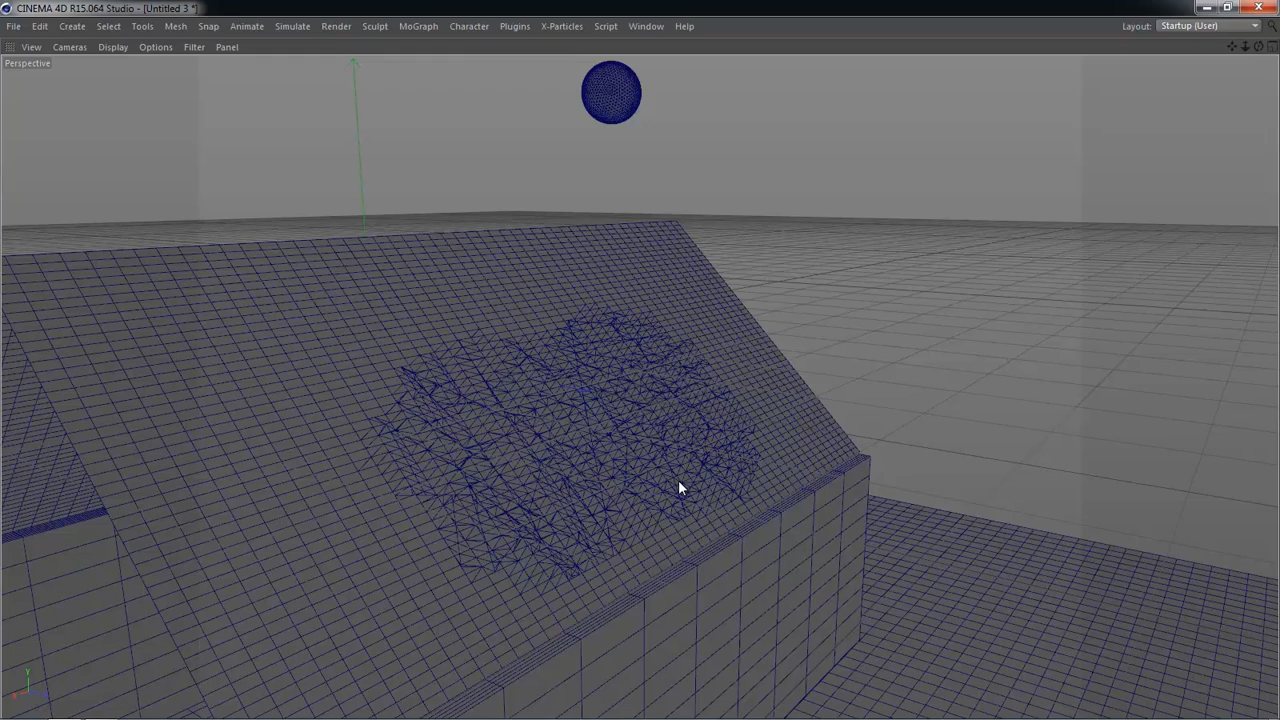 CINEMA 4D R15.064 Studio - [Untitled 3 *]
File Edit Create Select Tools Mesh Snap Animate Simulate Render Sculpt MoGraph Character Plugins X-Particles Script Window Help Layout: Startup (User)
View Cameras Display Options Filter Panel
Perspective
Y